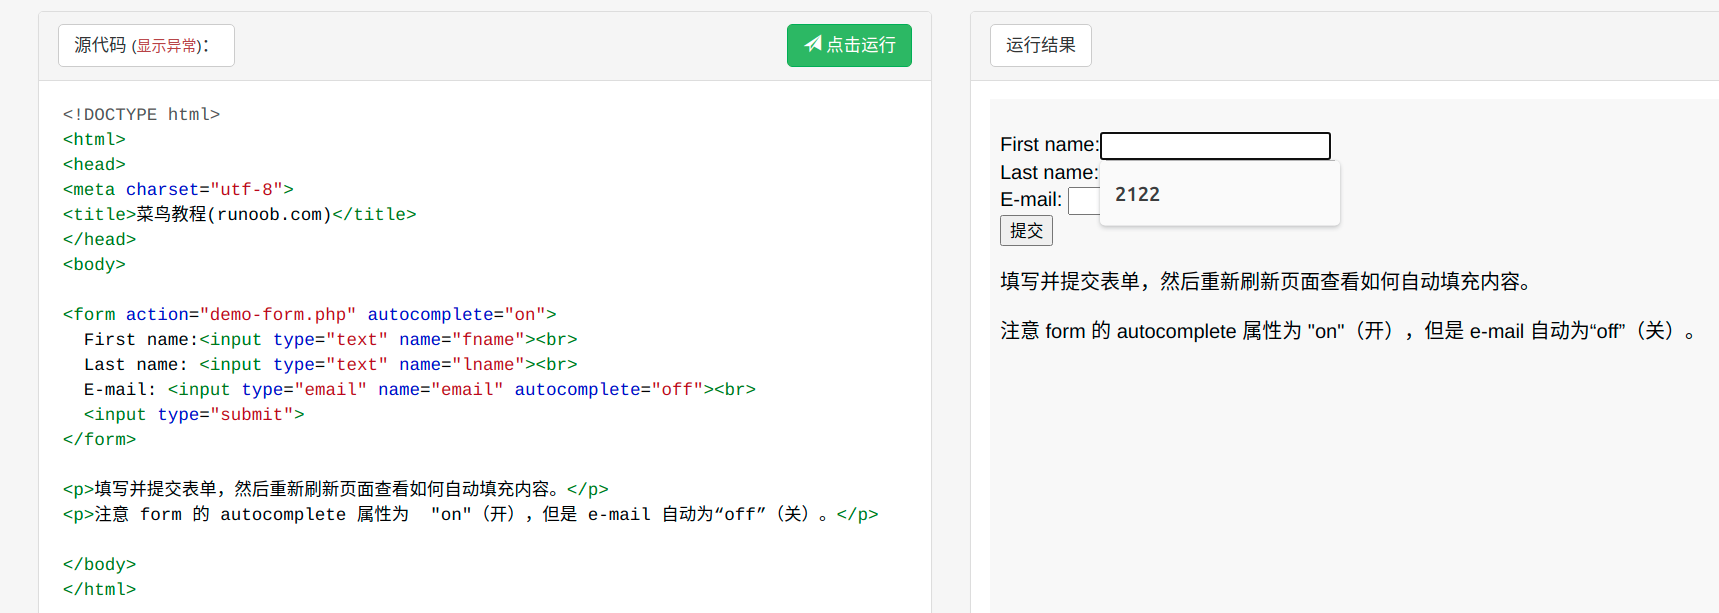 源代码 (显示异常)：
点击运行
<!DOCTYPE html>
<html>
<head>
<meta charset="utf-8">
<title>菜鸟教程(runoob.com)</title>
</head>
<body>
<form action="demo-form.php" autocomplete="on">
First name:<input type="text" name="fname"><br>
Last name: <input type="text" name="lname"><br>
E-mail: <input type="email" name="email" autocomplete="off"><br>
<input type="submit">
</form>
<p>填写并提交表单，然后重新刷新页面查看如何自动填充内容。</p>
<p>注意 form 的 autocomplete 属性为  "on"（开），但是 e-mail 自动为“off”（关）。</p>
</body>
</html>
运行结果
First name:
Last name:
2122
E-mail:
提交
填写并提交表单，然后重新刷新页面查看如何自动填充内容。
注意 form 的 autocomplete 属性为 "on"（开），但是 e-mail 自动为“off”（关）。